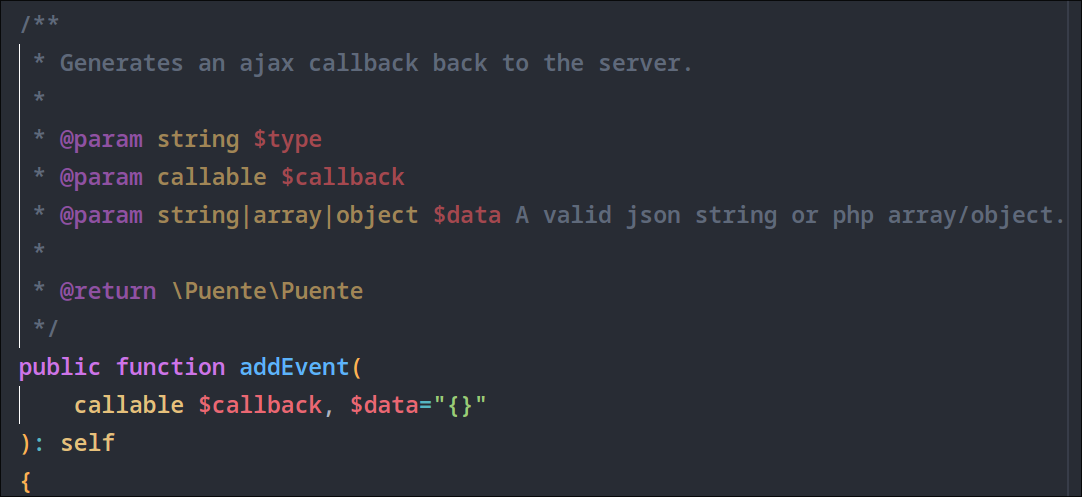 /**
 * Generates an ajax callback back to the server.
 *
 * @param string $type
 * @param callable $callback
 * @param string|array|object $data A valid json string or php array/object.
 *
 * @return \Puente\Puente
 */
public function addEvent(
    callable $callback, $data="{}"
): self
{